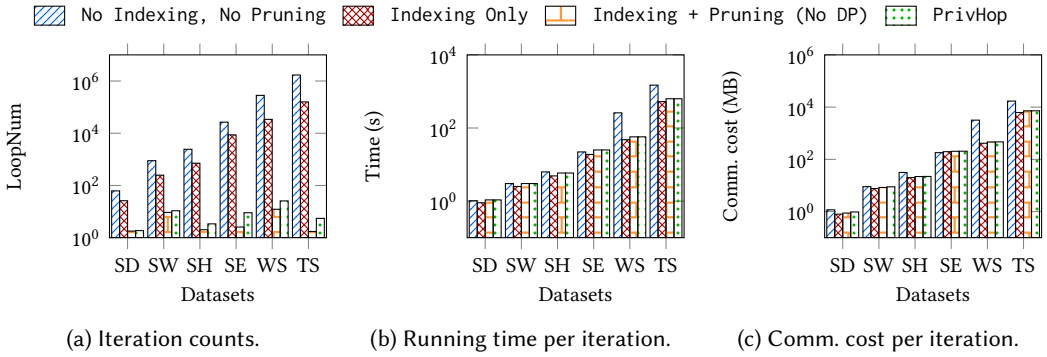 No Indexing, No Pruning Indexing Only Indexing + Pruning (No DP) PrivHop
LoopNum
10^6
10^4
10^2
10^0
SD SW SH SE WS TS
Datasets
(a) Iteration counts.
Time (s)
10^2
10^0
SD SW SH SE WS TS
Datasets
(b) Running time per iteration.
Comm. cost (MB)
10^6
10^4
10^2
10^0
SD SW SH SE WS TS
Datasets
(c) Comm. cost per iteration.